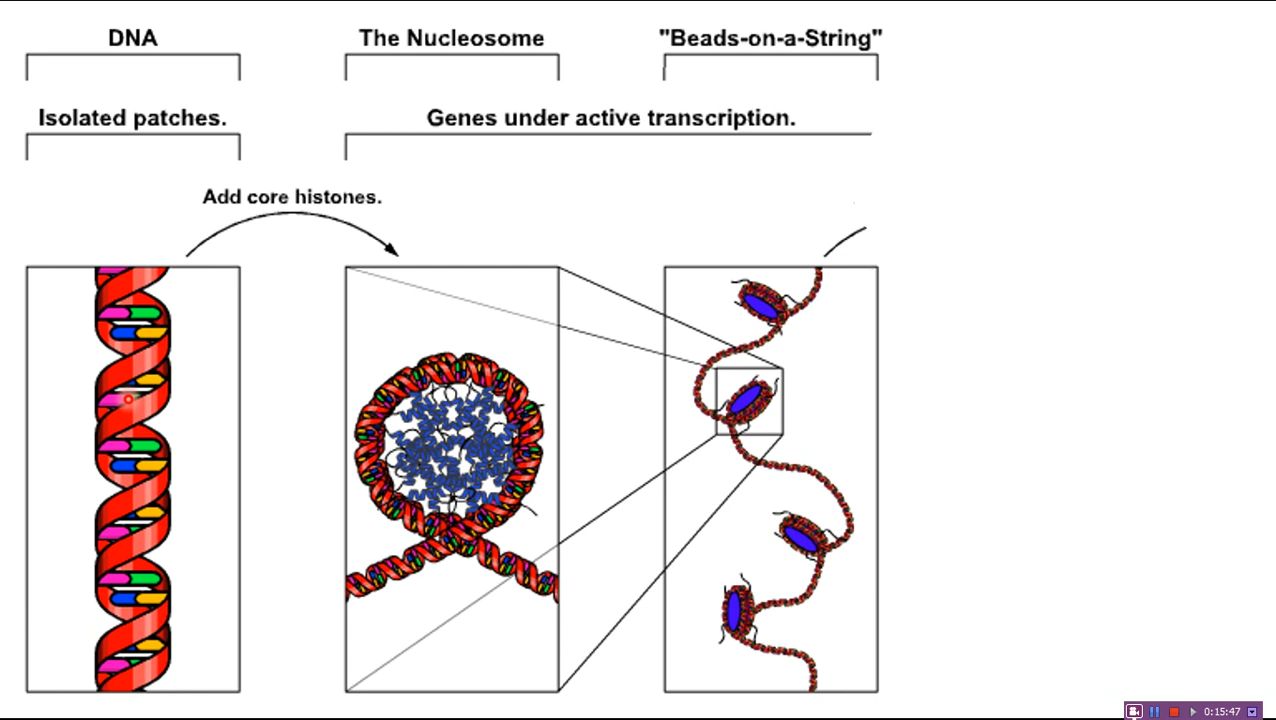 DNA
The Nucleosome
"Beads-on-a-String"
Isolated patches.
Genes under active transcription.
Add core histones.
0:15:47